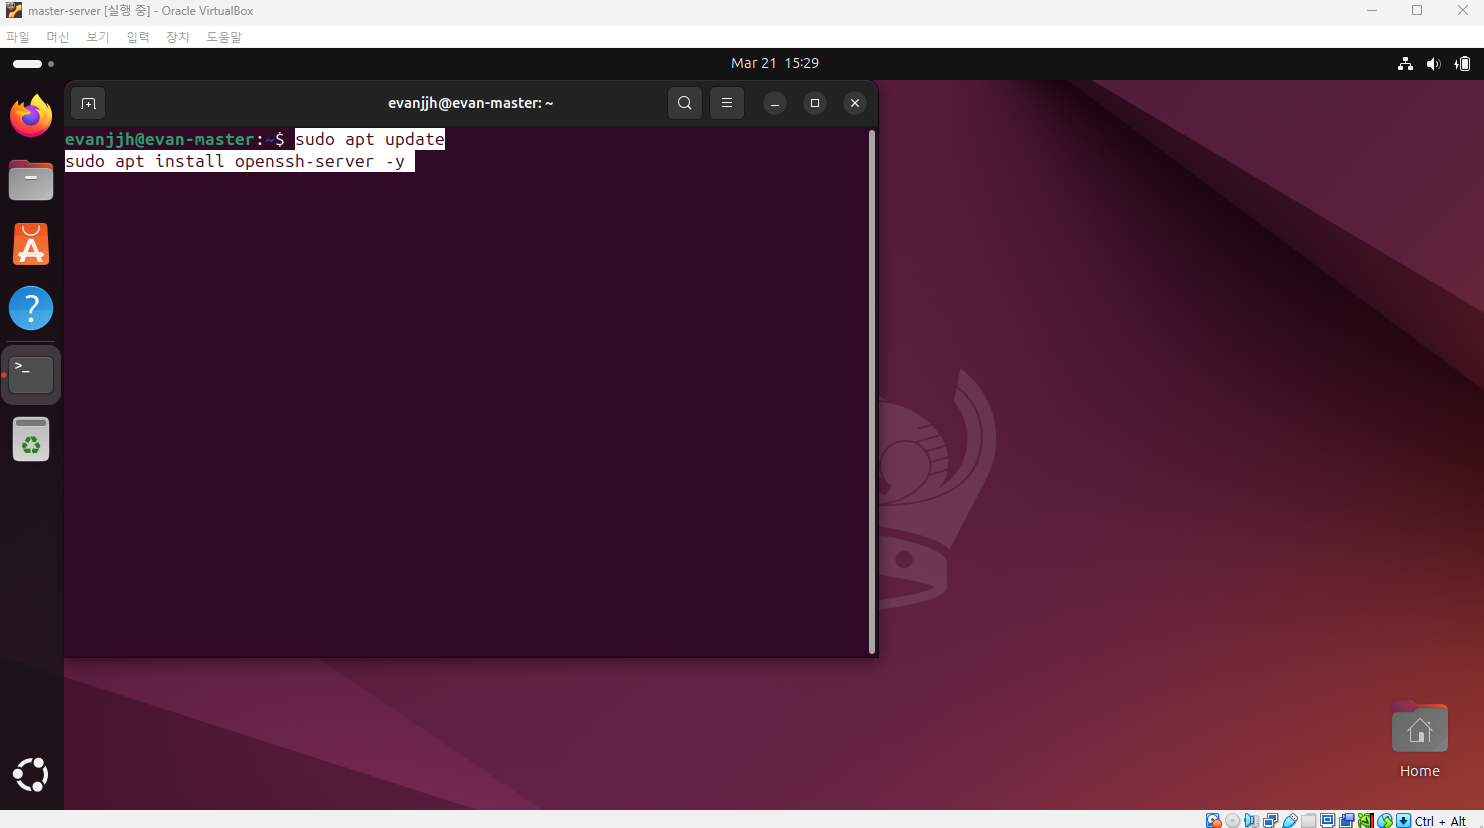 master-server [실행 중] - Oracle VirtualBox
파일 머신 보기 입력 장치 도움말
Mar 21 15:29
evanjjh@evan-master: ~
evanjjh@evan-master:~$ sudo apt update
sudo apt install openssh-server -y
Home
Ctrl + Alt